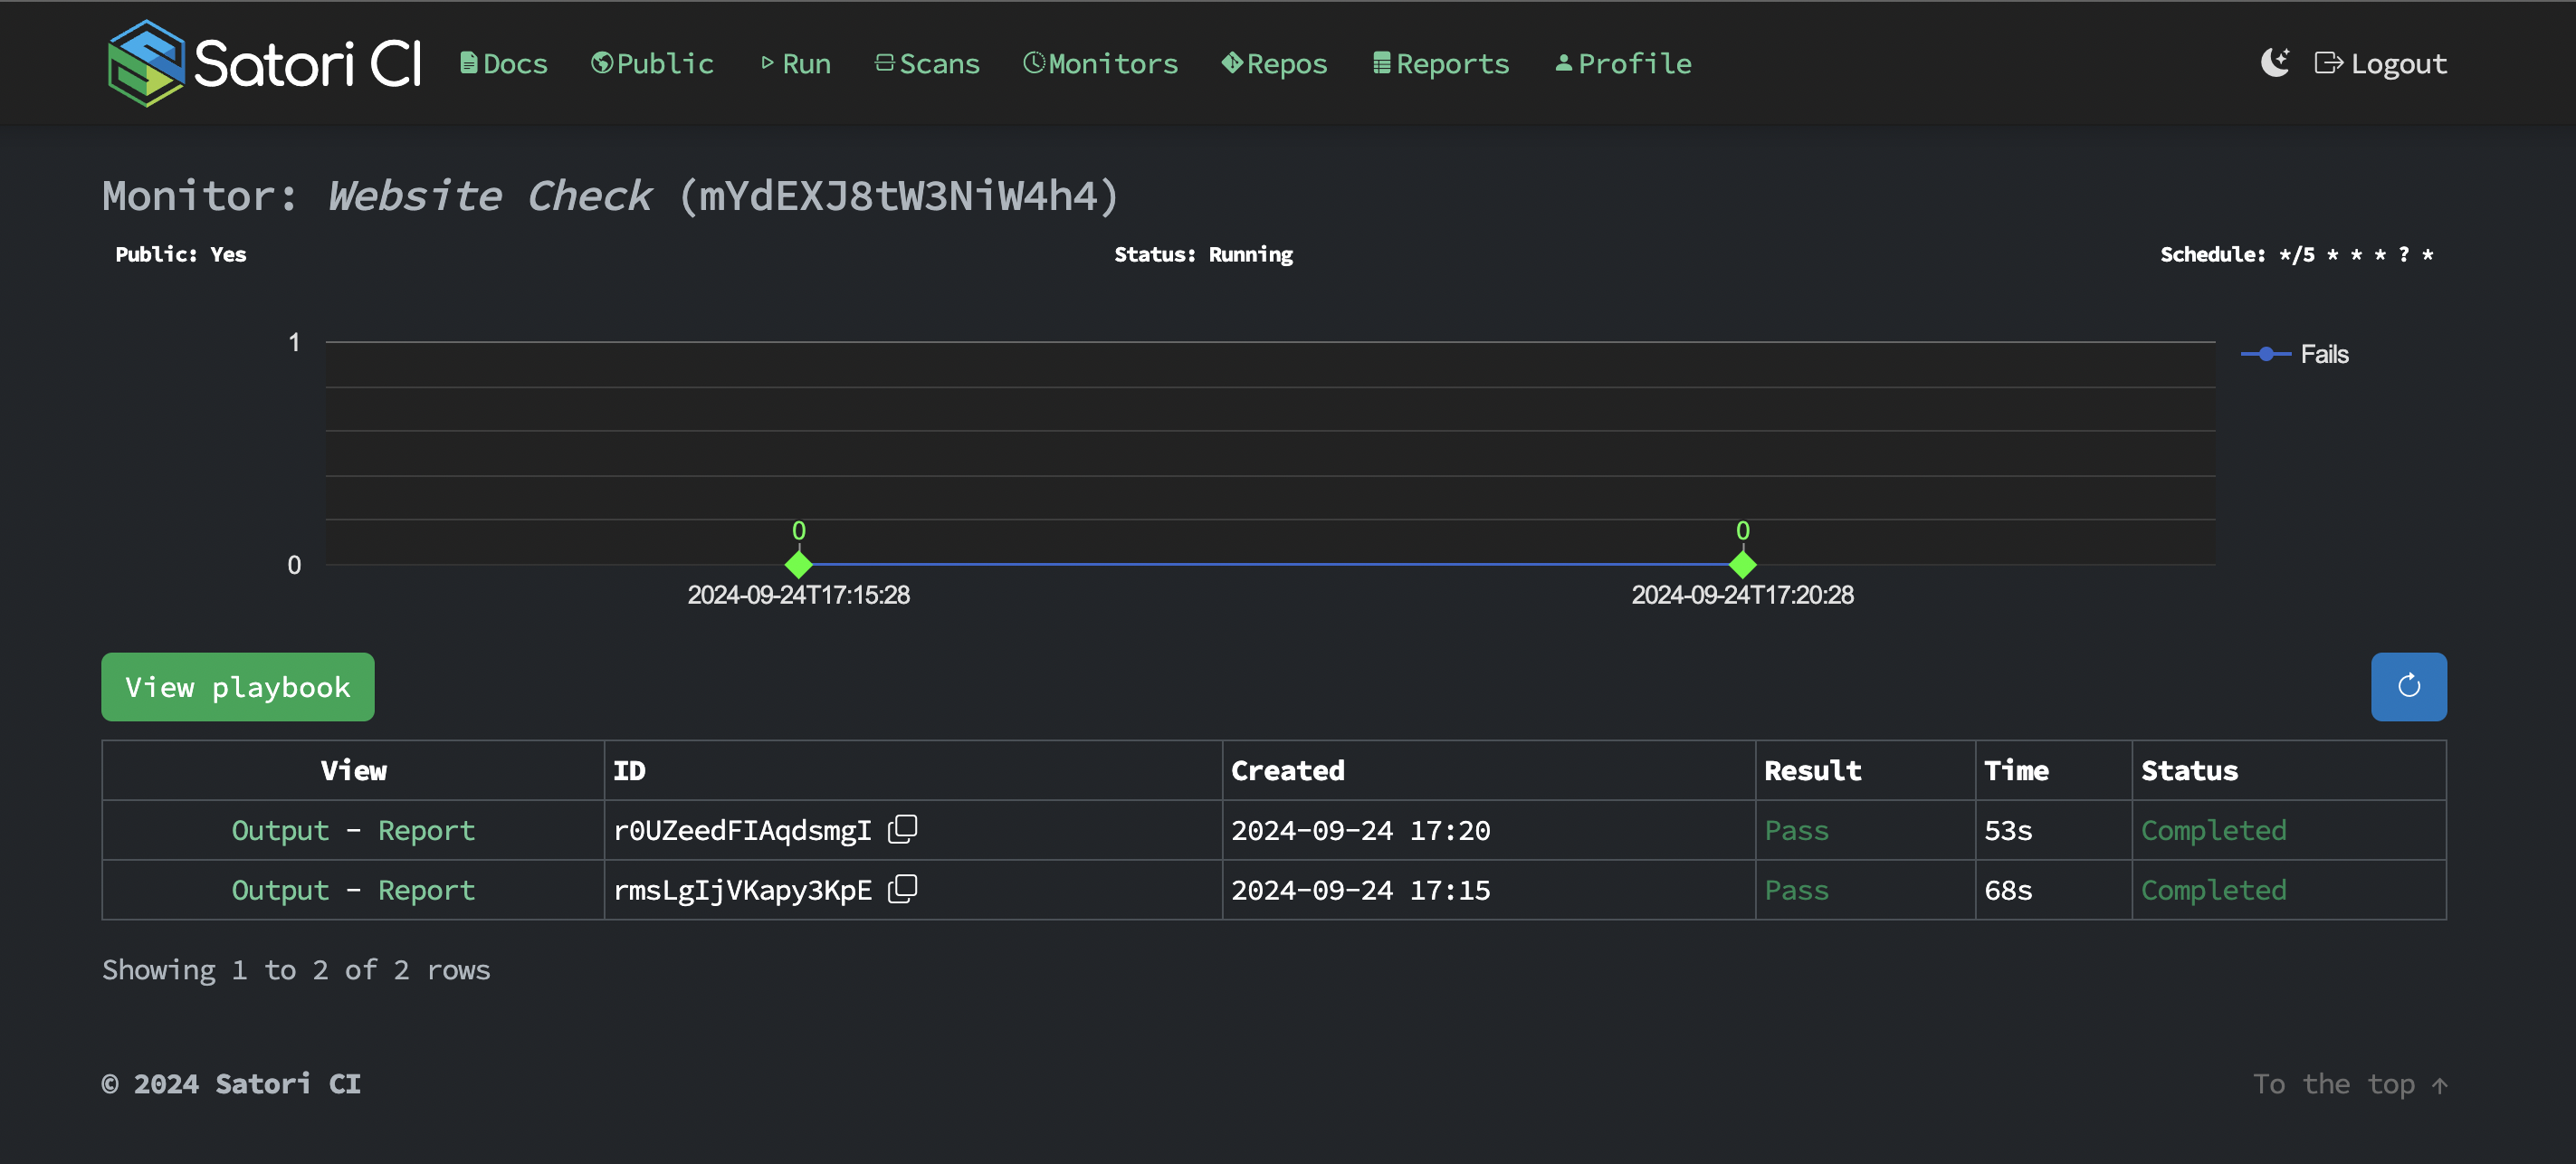 Satori CI Docs Public Run Scans Monitors Repos Reports Profile Logout
Monitor: Website Check (mYdEXJ8tW3NiW4h4)
Public: Yes Status: Running Schedule: */5 * * * ? *
1
Fails
0 0
0
2024-09-24T17:15:28 2024-09-24T17:20:28
View playbook
View ID Created Result Time Status
Output - Report r0UZeedFIAqdsmgI 2024-09-24 17:20 Pass 53s Completed
Output - Report rmsLgIjVKapy3KpE 2024-09-24 17:15 Pass 68s Completed
Showing 1 to 2 of 2 rows
© 2024 Satori CI To the top ↑